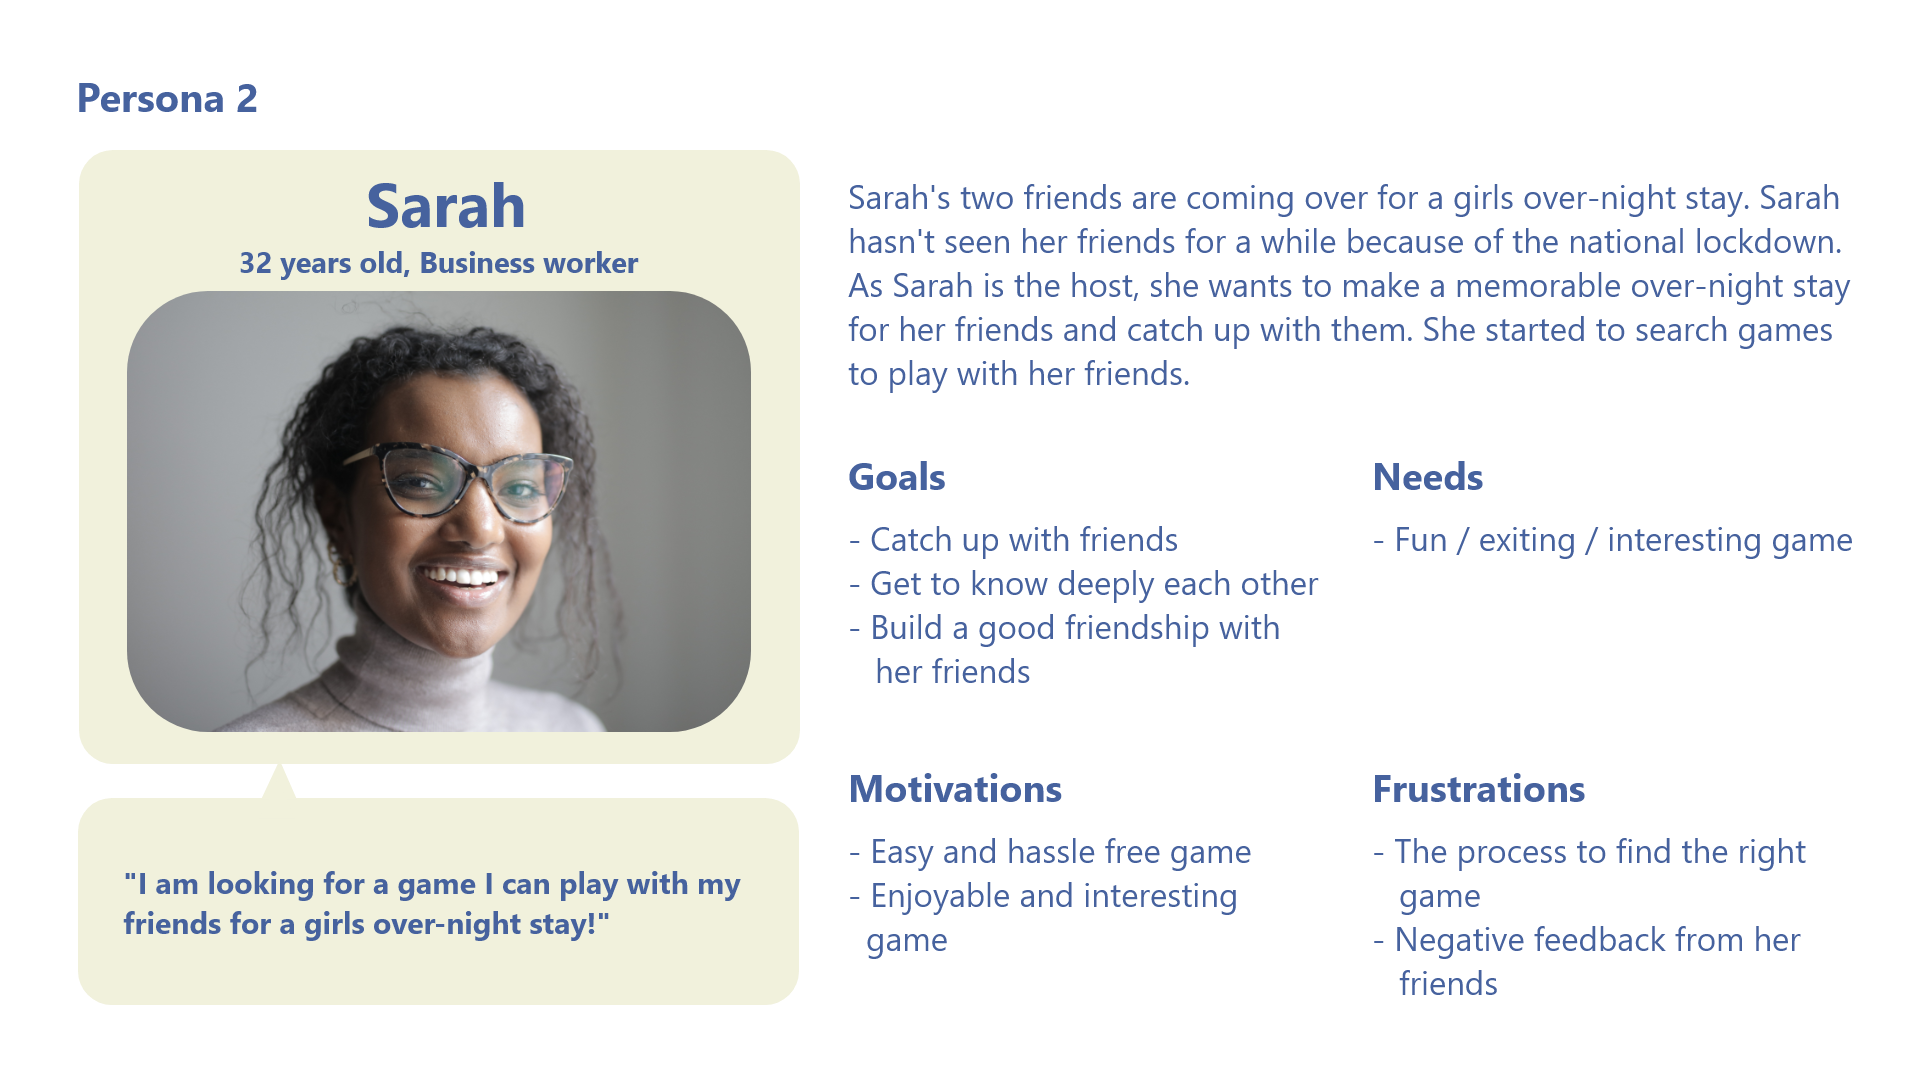 Persona 2
Sarah
32 years old, Business worker
"I am looking for a game I can play with my
friends for a girls over-night stay!"
Sarah's two friends are coming over for a girls over-night stay. Sarah
hasn't seen her friends for a while because of the national lockdown.
As Sarah is the host, she wants to make a memorable over-night stay
for her friends and catch up with them. She started to search games
to play with her friends.
Goals
- Catch up with friends
- Get to know deeply each other
- Build a good friendship with
her friends
Needs
- Fun / exiting / interesting game
Motivations
- Easy and hassle free game
- Enjoyable and interesting
game
Frustrations
- The process to find the right
game
- Negative feedback from her
friends